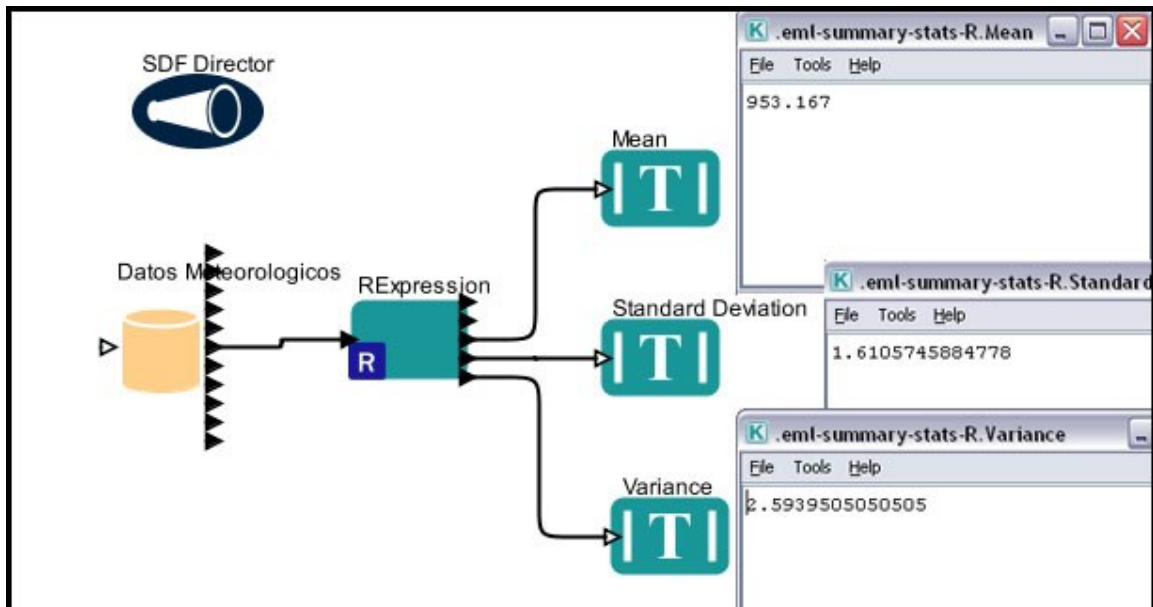 SDF Director
Datos Meteorologicos
RExpression
R
Mean
T
Standard Deviation
T
Variance
T
K .eml-summary-stats-R.Mean
File Tools Help
953.167
K .eml-summary-stats-R.Standard
File Tools Help
1.6105745884778
K .eml-summary-stats-R.Variance
File Tools Help
2.5939505050505